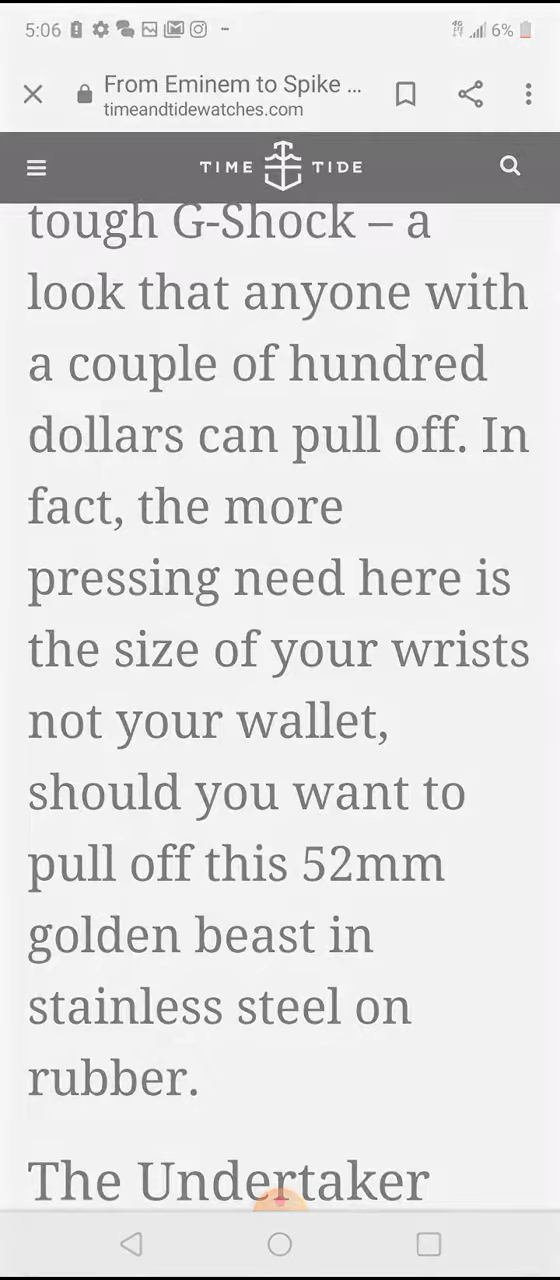 5:06
6%
From Eminem to Spike ...
timeandtidewatches.com
TIME TIDE
tough G-Shock – a
look that anyone with
a couple of hundred
dollars can pull off. In
fact, the more
pressing need here is
the size of your wrists
not your wallet,
should you want to
pull off this 52mm
golden beast in
stainless steel on
rubber.
The Undertaker